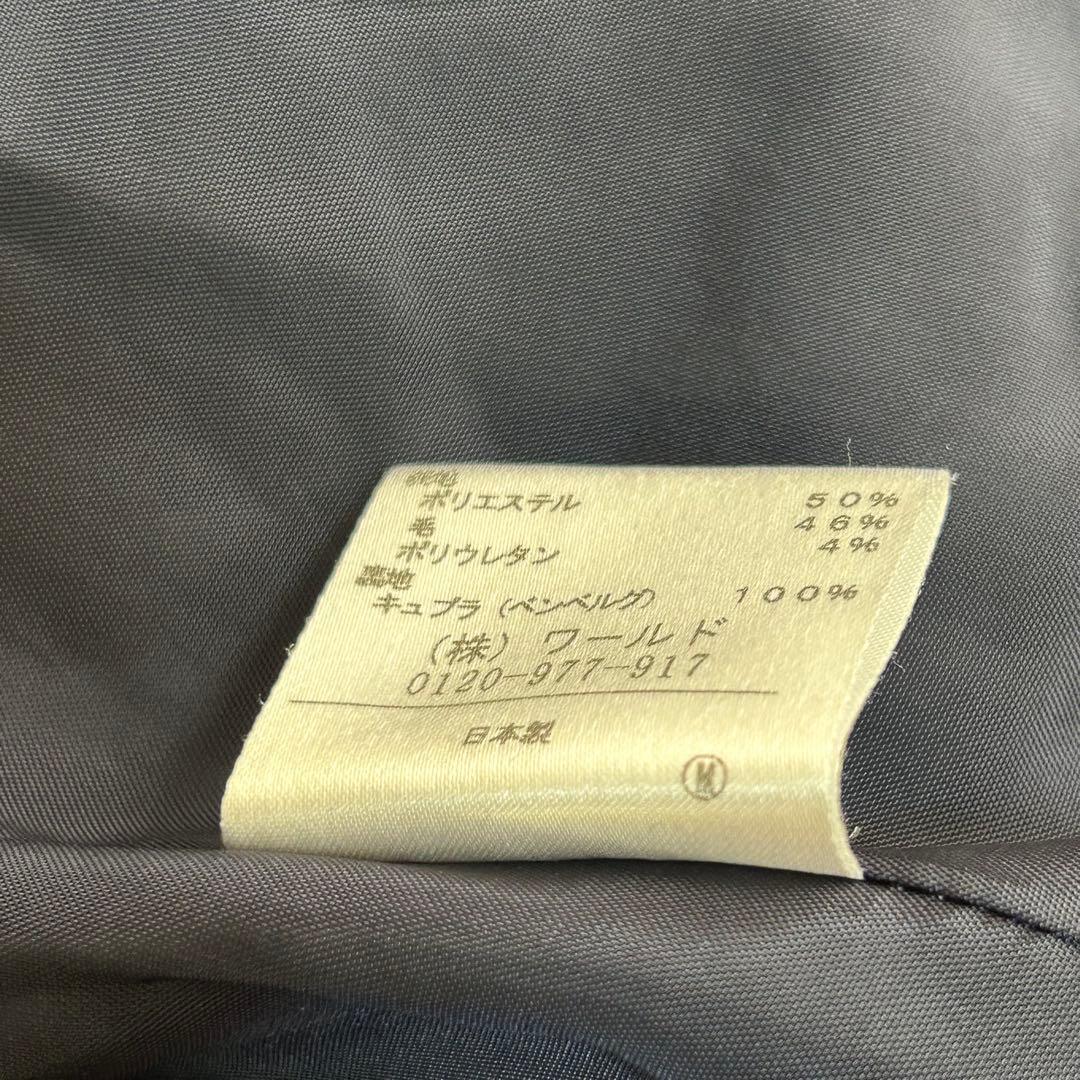 表地
ポリエステル 50%
毛 46%
ポリウレタン 4%
裏地
キュプラ(ベンベルグ) 100%
(株)ワールド
0120-977-917
日本製
M